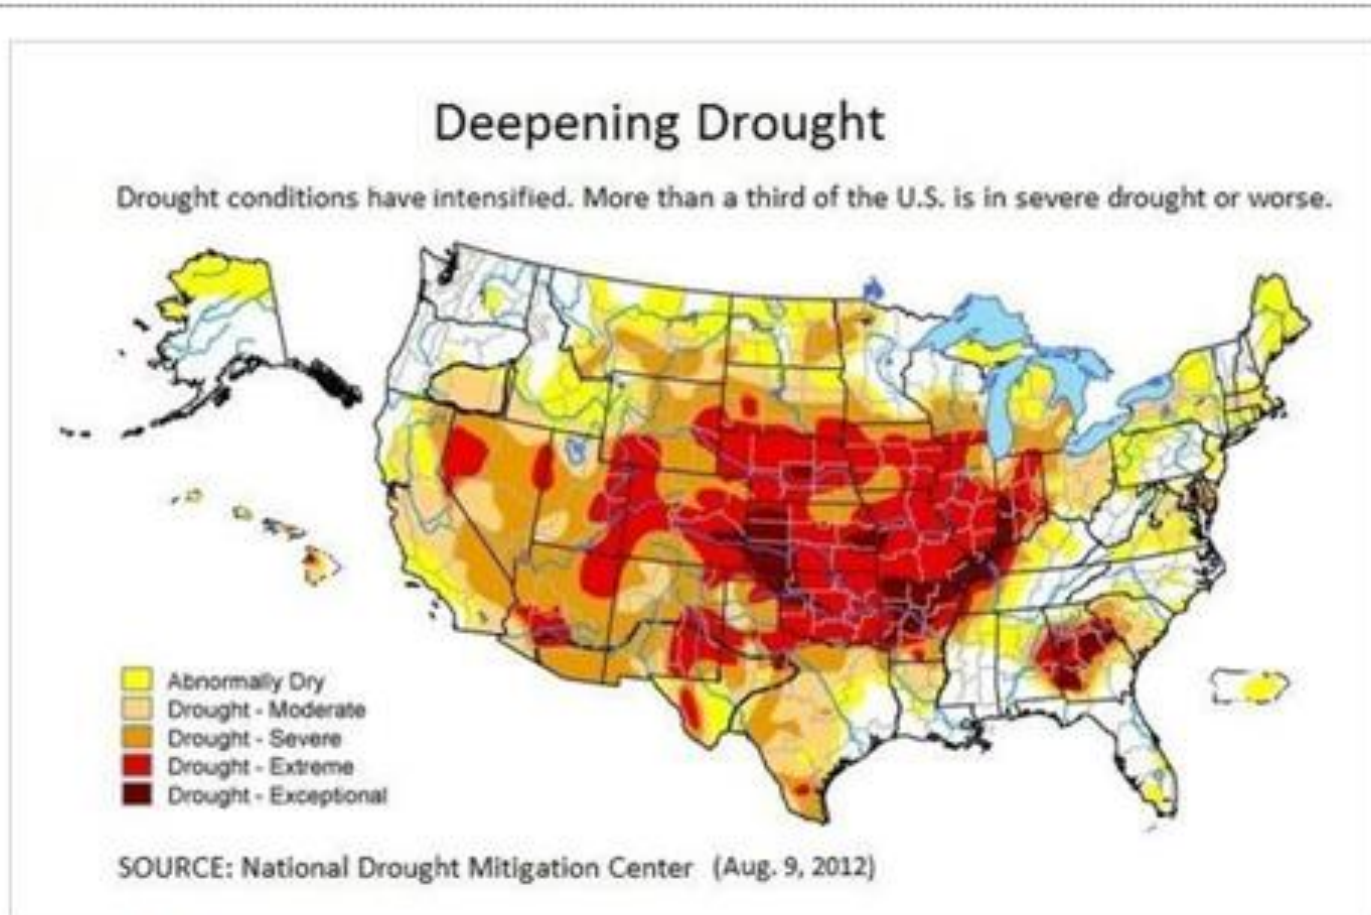 Deepening Drought
Drought conditions have intensified. More than a third of the U.S. is in severe drought or worse.
Abnormally Dry
Drought - Moderate
Drought - Severe
Drought - Extreme
Drought - Exceptional
SOURCE: National Drought Mitigation Center (Aug. 9, 2012)